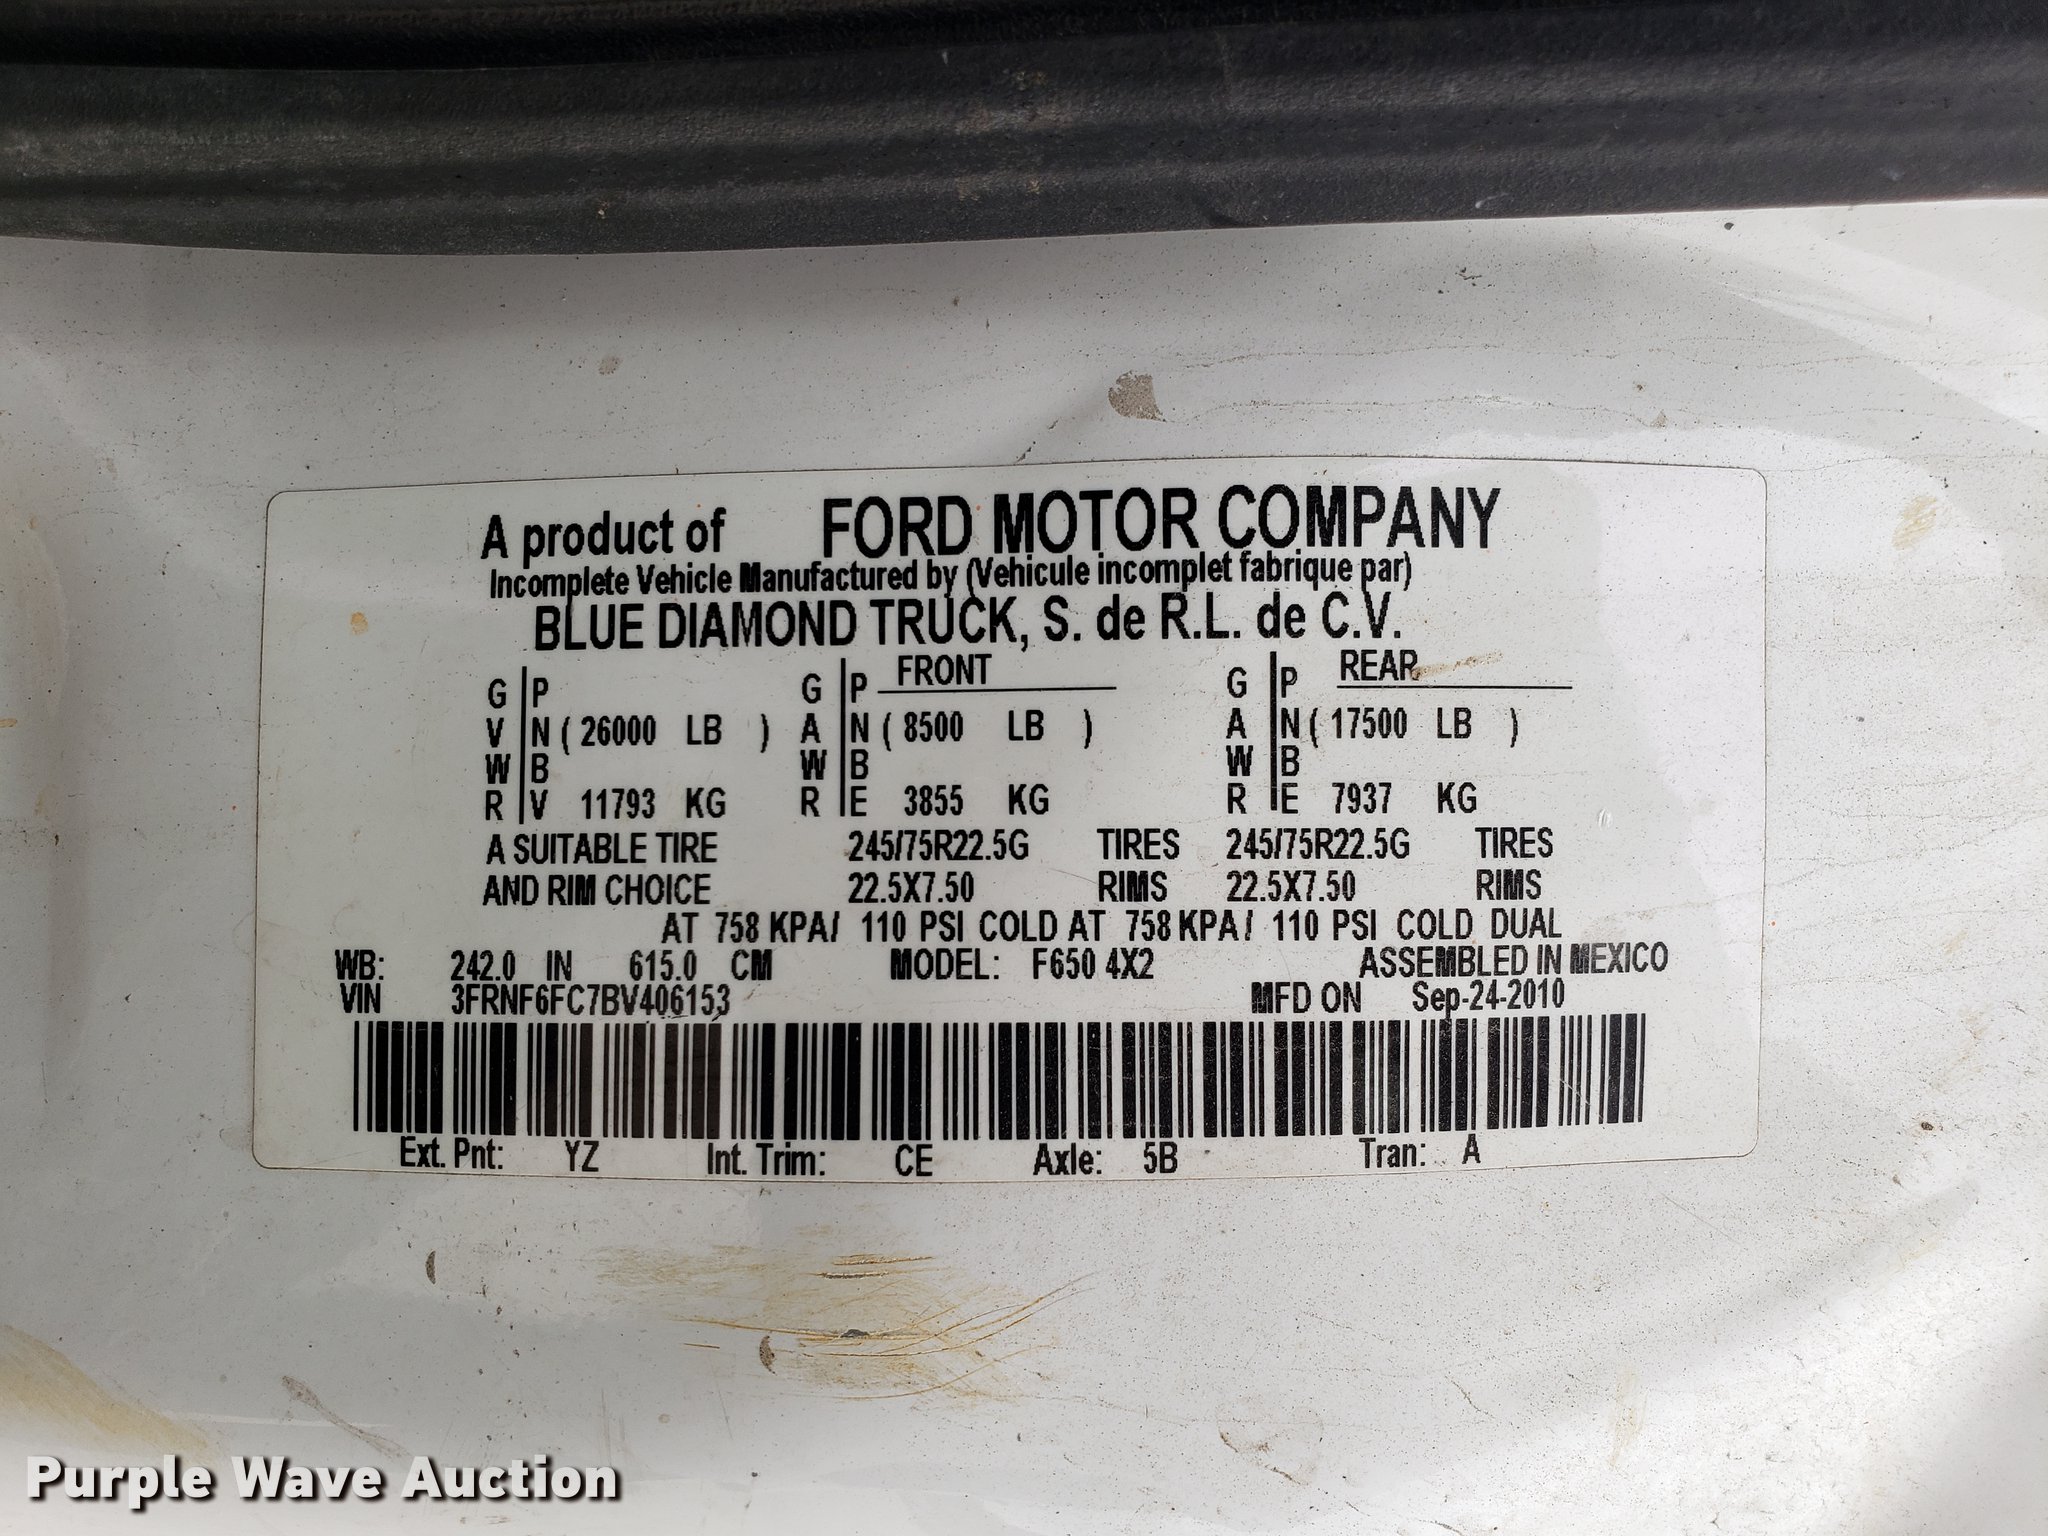 A product of FORD MOTOR COMPANY
Incomplete Vehicle Manufactured by (Vehicule incomplet fabrique par)
BLUE DIAMOND TRUCK, S. de R.L. de C.V.
G P G P FRONT G P REAR
V N ( 26000 LB ) A N ( 8500 LB ) A N ( 17500 LB )
W B W B W B
R V 11793 KG R E 3855 KG R E 7937 KG
A SUITABLE TIRE 245/75R22.5G TIRES 245/75R22.5G TIRES
AND RIM CHOICE 22.5X7.50 RIMS 22.5X7.50 RIMS
AT 758 KPA/ 110 PSI COLD AT 758 KPA/ 110 PSI COLD DUAL
WB: 242.0 IN 615.0 CM MODEL: F650 4X2 ASSEMBLED IN MEXICO
VIN 3FRNF6FC7BV406153 MFD ON Sep-24-2010
Ext. Pnt: YZ Int. Trim: CE Axle: 5B Tran: A
Purple Wave Auction